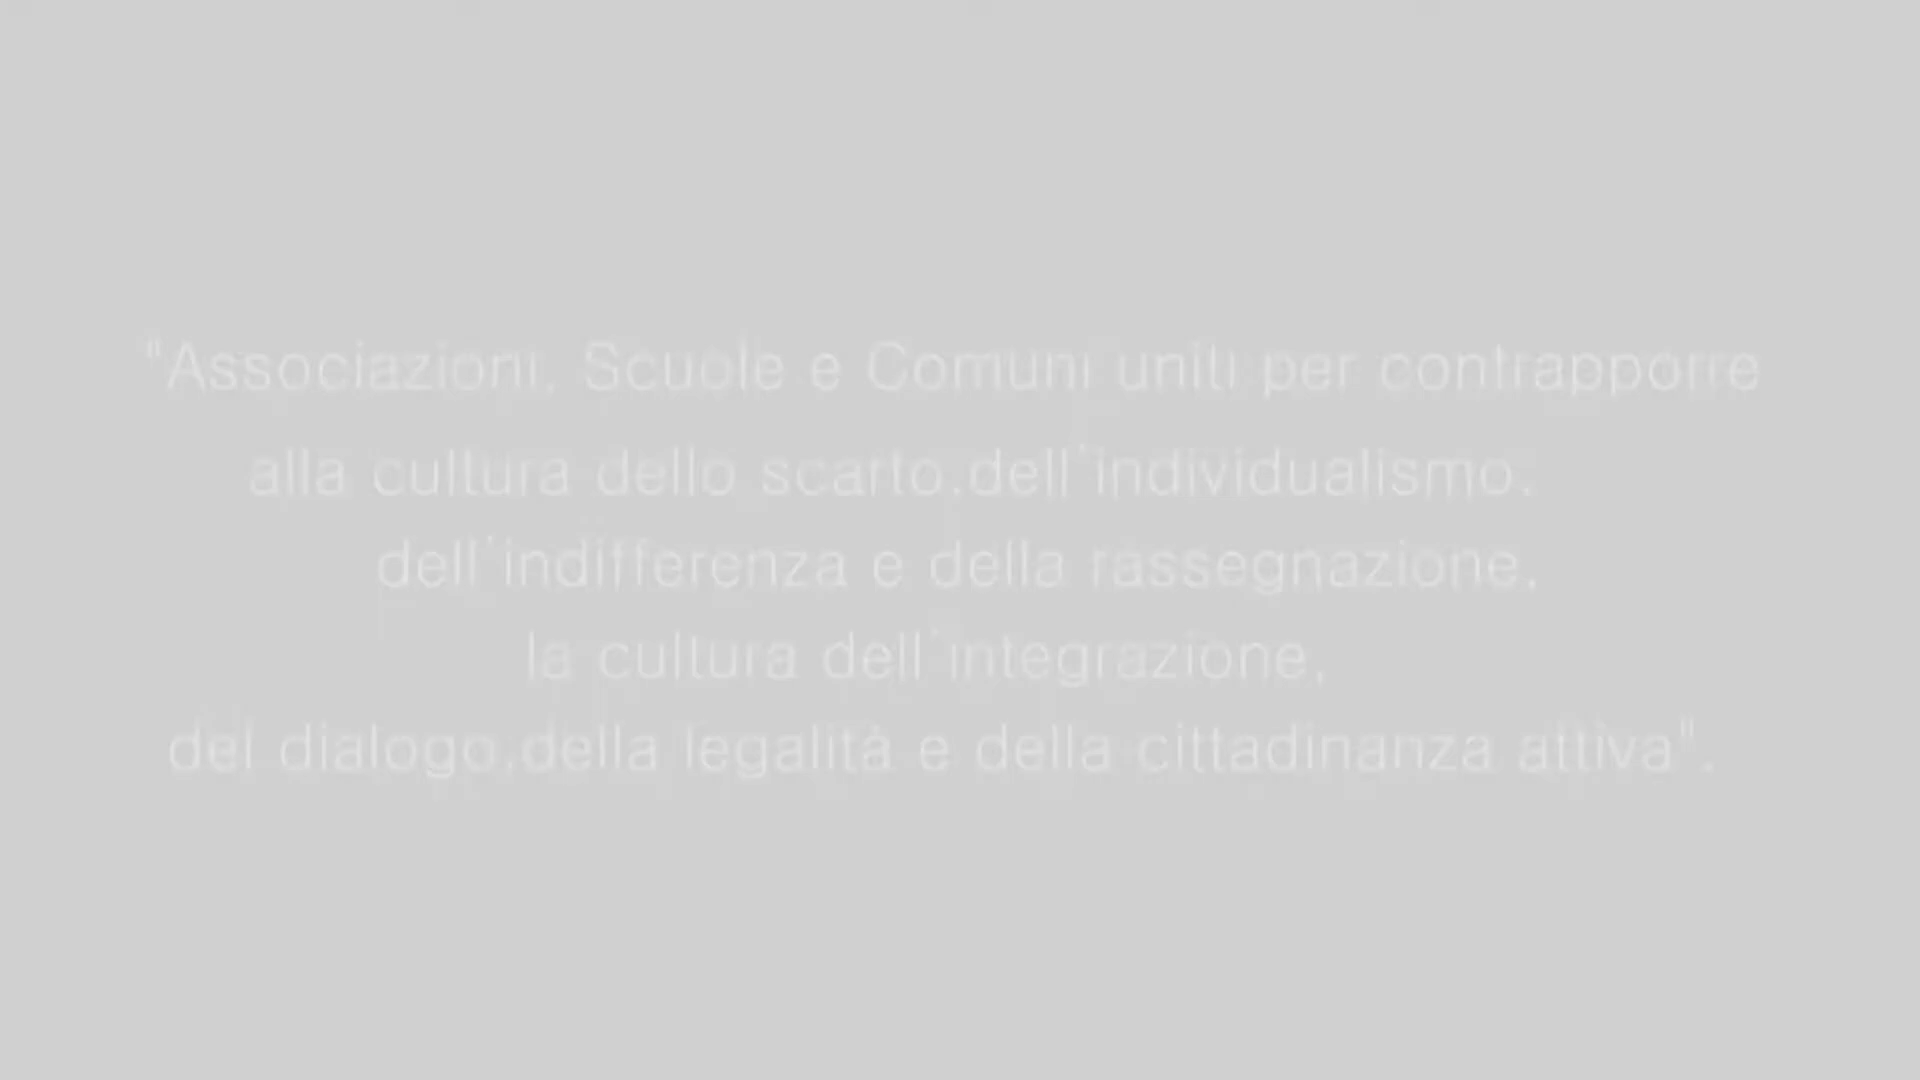 "Associazioni, Scuole e Comuni uniti per contrapporre
alla cultura dello scarto,dell'individualismo,
dell'indifferenza e della rassegnazione,
la cultura dell'integrazione,
del dialogo,della legalità e della cittadinanza attiva".